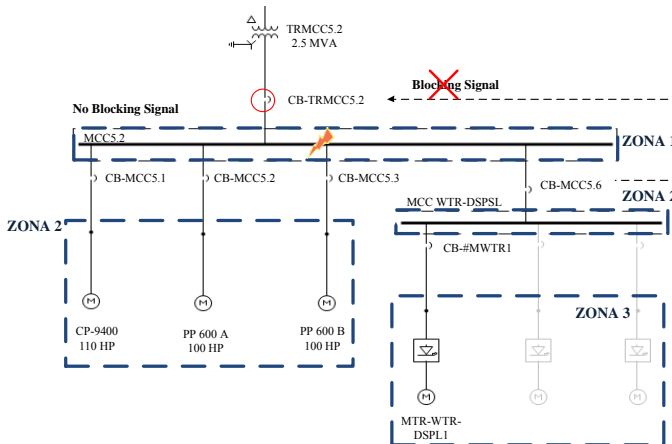 TRMCC5.2
2.5 MVA
Blocking Signal
CB-TRMCC5.2
No Blocking Signal
MCC5.2
ZONA 1
CB-MCC5.1
CB-MCC5.2
CB-MCC5.3
CB-MCC5.6
MCC WTR-DSPSL
ZONA 2
ZONA 2
CB-#MWTR1
M
CP-9400
110 HP
M
PP 600 A
100 HP
M
PP 600 B
100 HP
ZONA 3
M
MTR-WTR-
DSPL1
M
M